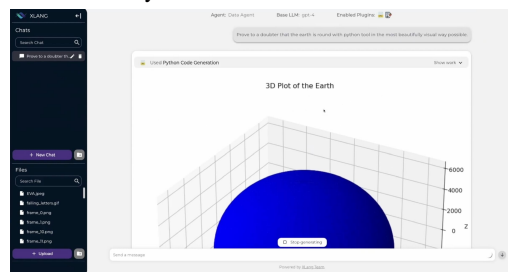 XLANG
Agent: Data Agent
Base LLM: gpt-4
Enabled Plugins:
Chats
Search Chat
Prove to a doubter th
Prove to a doubter that the earth is round with python tool in the most beautifully visual way possible.
Used Python Code Generation
Show work
3D Plot of the Earth
6000
4000
2000
0
Z
+ New Chat
Files
Search File
EVA.jpeg
falling_letters.gif
frame_0.png
frame_1.png
frame_10.png
frame_11.png
+ Upload
Stop generating
Send a message
Powered by XLang Team